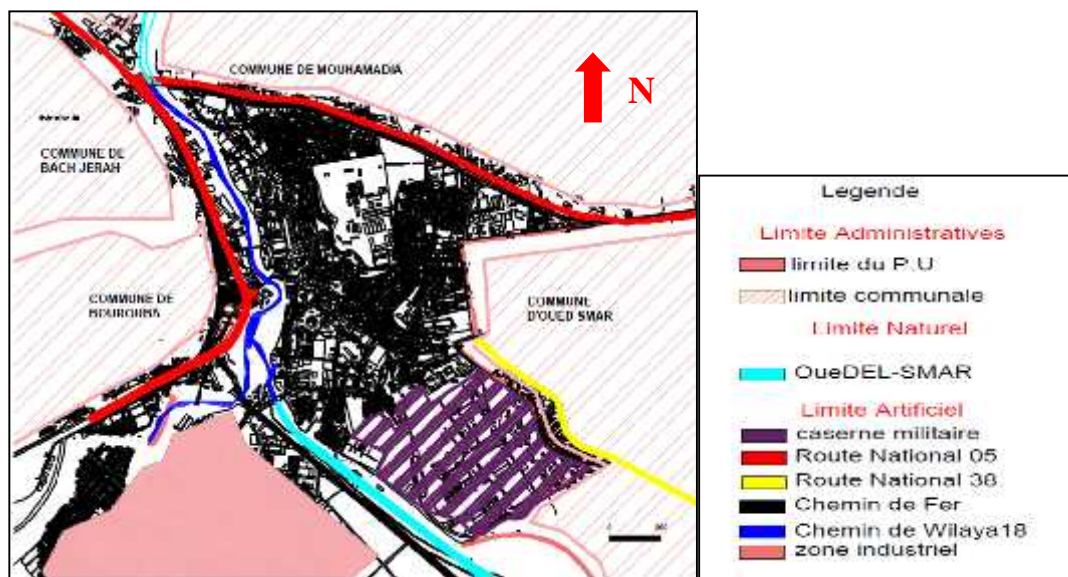 COMMUNE DE MOUHAMADIA
N
COMMUNE DE
BACH JERAH
COMMUNE DE
BOUROUBA
COMMUNE
D'OUED SMAR
Legende
Limite Administratives
limite du P.U
limite communale
Limite Naturel
OueDEL-SMAR
Limite Artificiel
caserne militaire
Route National 05
Route National 38
Chemin de Fer
Chemin de Wilaya18
zone industriel